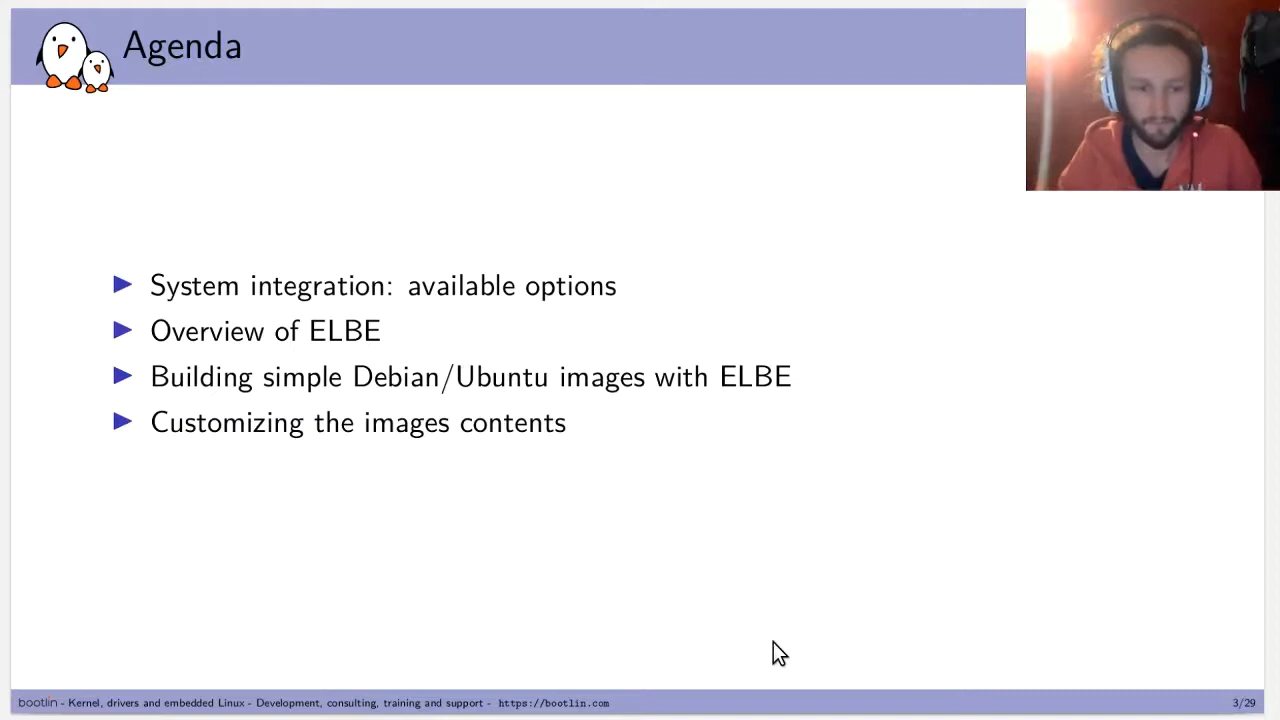 Agenda
System integration: available options
Overview of ELBE
Building simple Debian/Ubuntu images with ELBE
Customizing the images contents
bootlin - Kernel, drivers and embedded Linux - Development, consulting, training and support - https://bootlin.com
3/29